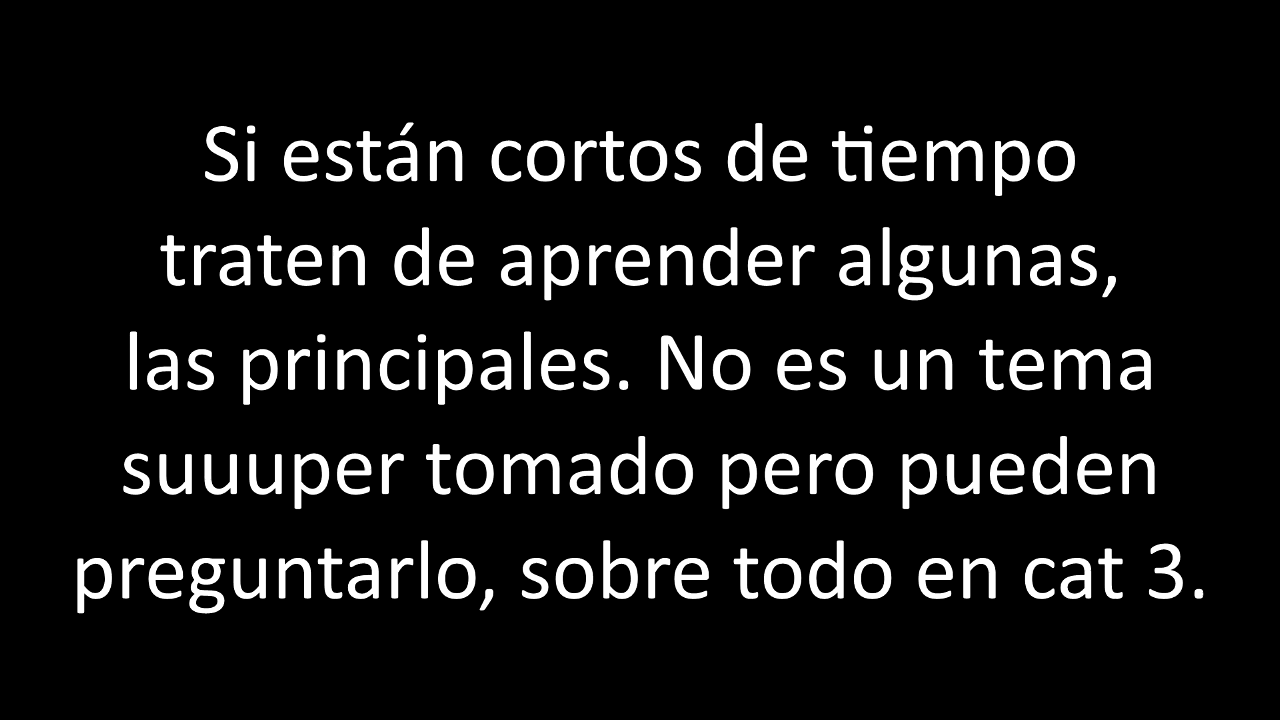 Si están cortos de tiempo
traten de aprender algunas,
las principales. No es un tema
suuuper tomado pero pueden
preguntarlo, sobre todo en cat 3.